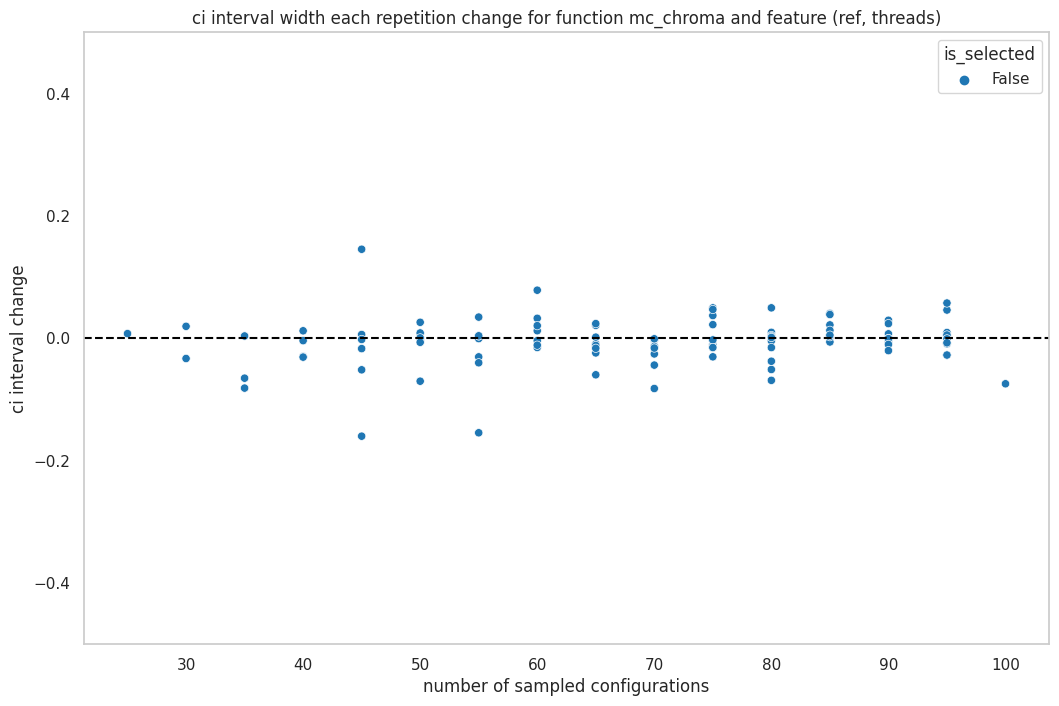 ci interval width each repetition change for function mc_chroma and feature (ref, threads)
is_selected
False
0.4
0.2
0.0
−0.2
−0.4
ci interval change
30 40 50 60 70 80 90 100
number of sampled configurations